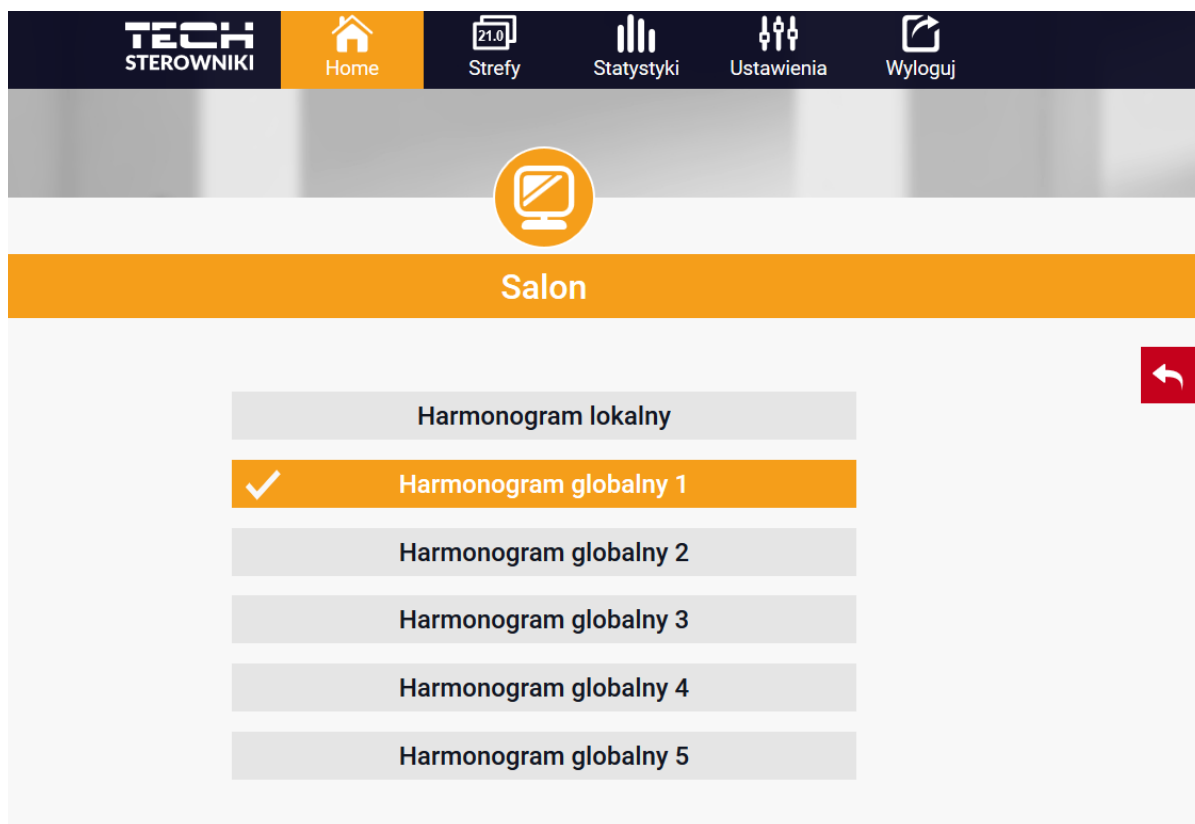 TECH
STEROWNIKI
Home
21.0
Strefy
Statystyki
Ustawienia
Wyloguj
Salon
Harmonogram lokalny
Harmonogram globalny 1
Harmonogram globalny 2
Harmonogram globalny 3
Harmonogram globalny 4
Harmonogram globalny 5